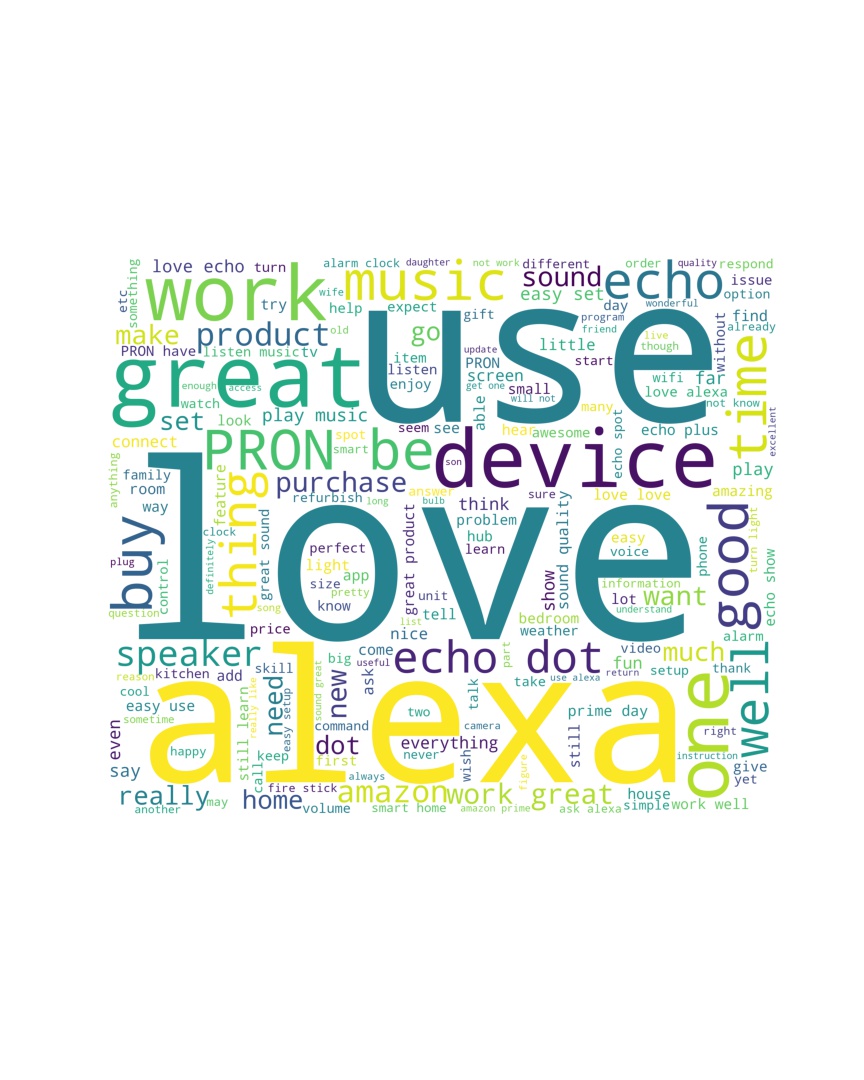 something
love echo
turn
alarm clock
daughter
not work
different
order
quality
respond
etc
work
wife
music
sound
echo
issue
try
help
expect
gift
easy set
day
wonderful
option
make
product
old
go
use
program
friend
little
live
though
without
find
already
PRON have
listen music
tv
great
item
listen
update
PRON
start
time
enough
access
enjoy
screen
get one
small
will not
wifi
far
love alexa
watch
many
not know
set
look
play music
seem
see
able
echo spot
echo plus
excellent
connect
PRON be
spot
smart
hear
awesome
device
son
play
anything
family
room
way
love
thing
feature
purchase
answer
bulb
sure
think
love love
amazing
refurbish
long
buy
clock
great sound
great product
problem
hub
learn
sound quality
easy
voice
phone
good
turn light
plug
control
definitely
perfect
light
size
app
pretty
know
show
information
lot
want
understand
echo show
question
song
list
unit
tell
bedroom
weather
price
nice
alarm
speaker
big
come
useful
echo dot
part
video
fun
return
much
setup
thank
well
reason
kitchen
add
skill
ask
take
use alexa
cool
easy use
sometime
still learn
really like
need
easy setup
sound great
new
alexa
two
talk
camera
prime day
one
right
command
happy
even
dot
everything
never
wish
still
instruction
say
call
keep
first
always
figure
give
yet
really
may
another
home
fire stick
volume
amazon
smart home
work great
amazon prime
ask alexa
house
simple
work well